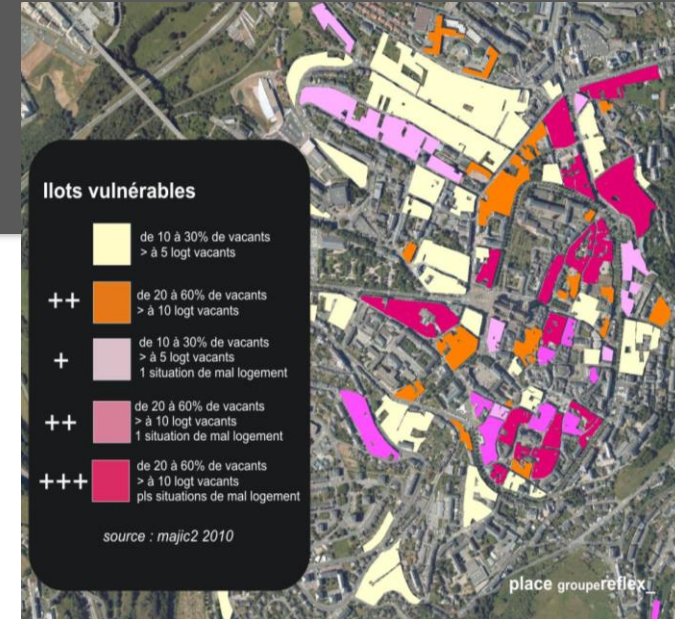 Ilots vulnérables
de 10 à 30% de vacants
> à 5 logt vacants
++
de 20 à 60% de vacants
> à 10 logt vacants
+
de 10 à 30% de vacants
> à 5 logt vacants
1 situation de mal logement
++
de 20 à 60% de vacants
> à 10 logt vacants
1 situation de mal logement
+++
de 20 à 60% de vacants
> à 10 logt vacants
pls situations de mal logement
source : majic2 2010
place groupereflex_